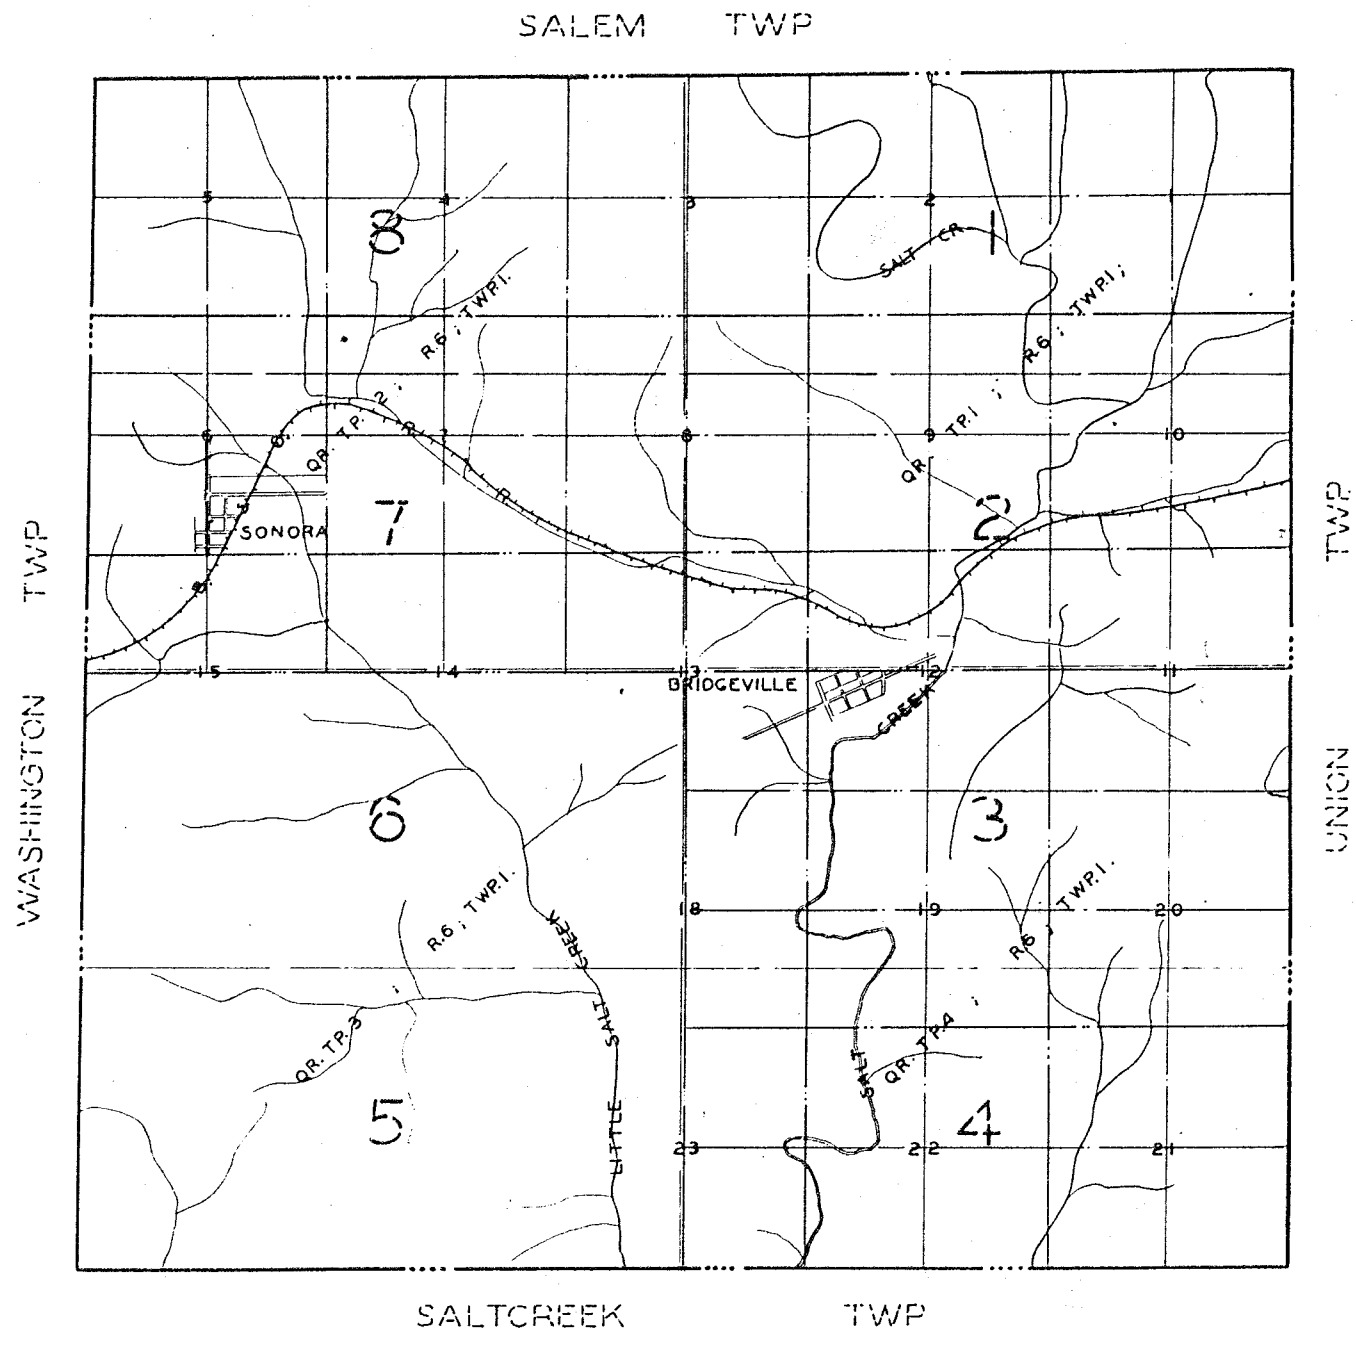 SALEM TWP
5 4 3 2 1
8
1
SALT CR.
R.6 ; TWP.1.
R.6 ; TWP.1 ;
QR. TP. 2 ;
QR. TP.1 ;
6 7 8 9 10
B. & O. R. R.
7
2
SONORA
WASHINGTON TWP
UNION TWP
15 14 13 12 11
BRIDGEVILLE
CREEK
6
3
R.6 ; TWP.1.
R.6 ; TWP.1.
18 19 20
LITTLE SALT CREEK
QR. TP. 3 ;
QR. TP.4 ;
SALT
5
4
23 22 21
SALTCREEK TWP